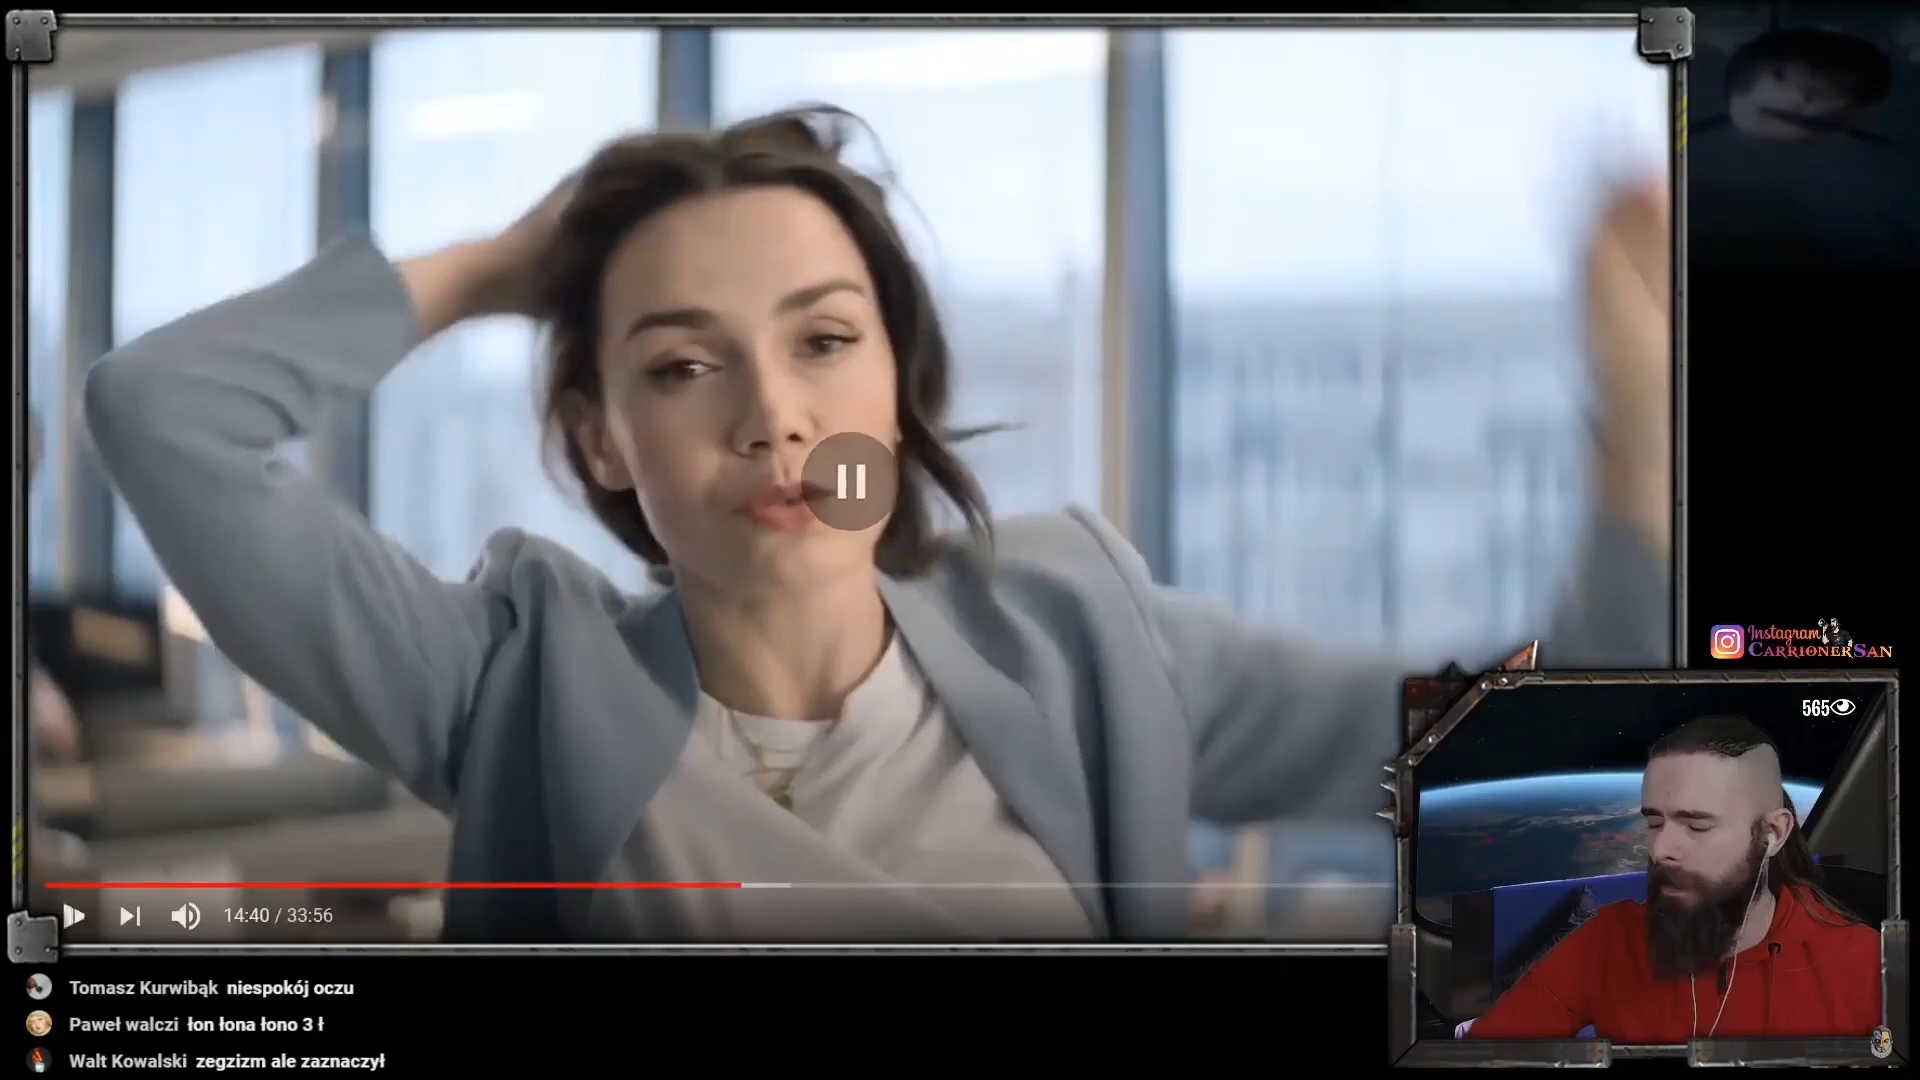 Instagram
CARRIONERSAN
565
14:40 / 33:56
Tomasz Kurwibąk niespokój oczu
Paweł walczi łon łona łono 3 ł
Walt Kowalski zegzizm ale zaznaczył